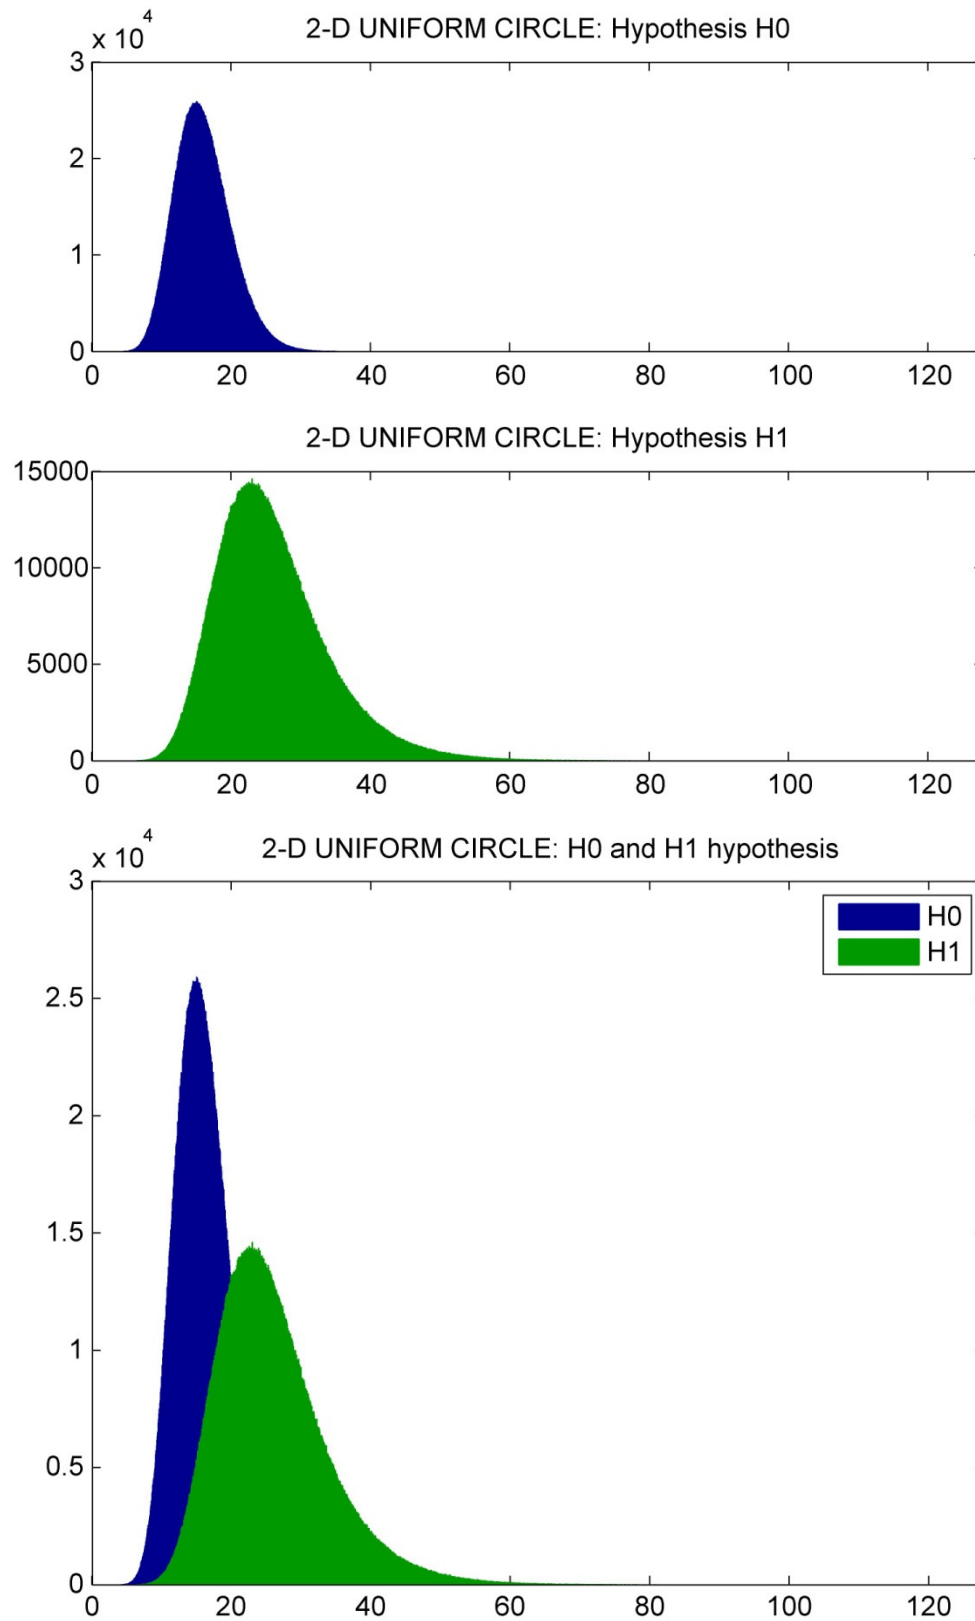 2-D UNIFORM CIRCLE: Hypothesis H0
x 10^4
3
2
1
0
0 20 40 60 80 100 120
2-D UNIFORM CIRCLE: Hypothesis H1
15000
10000
5000
0
0 20 40 60 80 100 120
2-D UNIFORM CIRCLE: H0 and H1 hypothesis
x 10^4
3
H0
H1
2.5
2
1.5
1
0.5
0
0 20 40 60 80 100 120